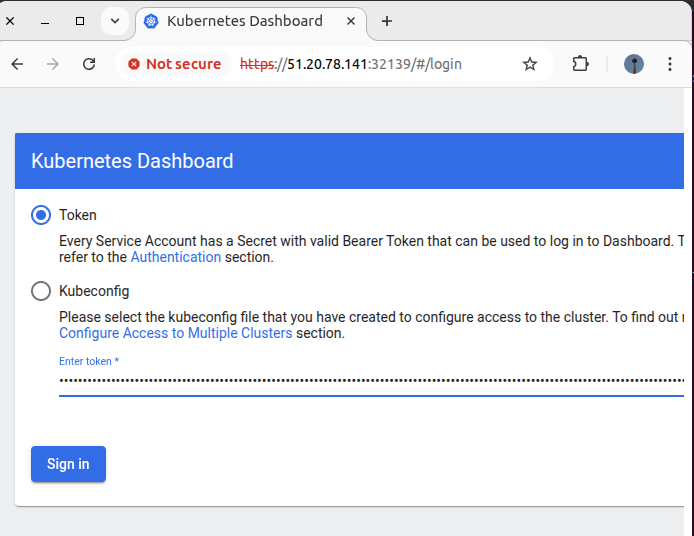 Kubernetes Dashboard
Not secure https://51.20.78.141:32139/#/login
Kubernetes Dashboard
Token
Every Service Account has a Secret with valid Bearer Token that can be used to log in to Dashboard. T
refer to the Authentication section.
Kubeconfig
Please select the kubeconfig file that you have created to configure access to the cluster. To find out
Configure Access to Multiple Clusters section.
Enter token *
Sign in